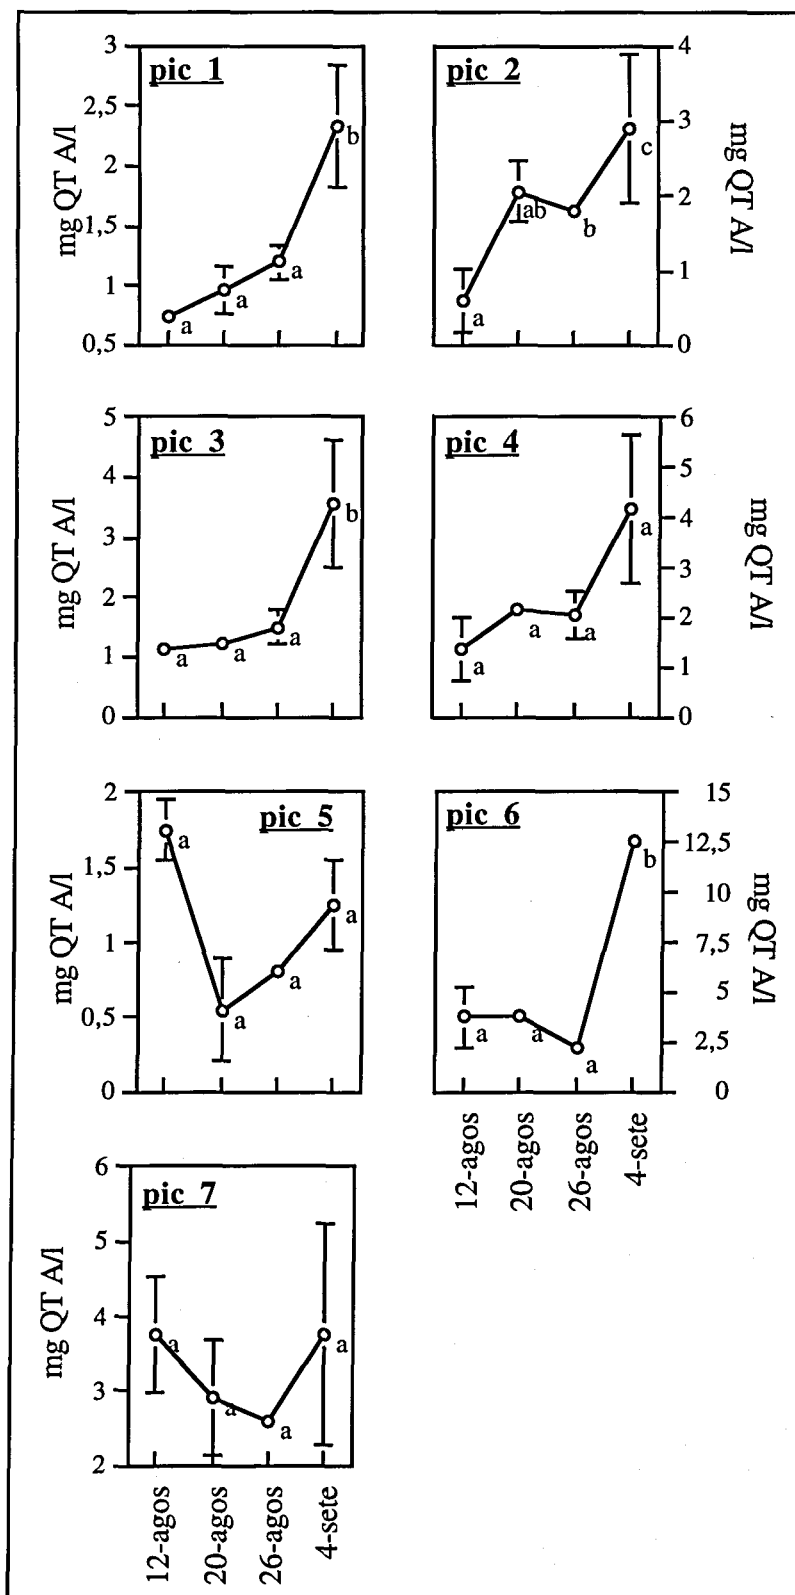 pic 1
mg QT A/l
3
2,5
2
1,5
1
0,5
a
a
a
b
pic 2
mg QT A/l
4
3
2
1
0
a
ab
b
c
pic 3
mg QT A/l
5
4
3
2
1
0
a
a
a
b
pic 4
mg QT A/l
6
5
4
3
2
1
0
a
a
a
a
pic 5
mg QT A/l
2
1,5
1
0,5
0
a
a
a
a
pic 6
mg QT A/l
15
12,5
10
7,5
5
2,5
0
a
a
a
b
12-agos
20-agos
26-agos
4-sete
pic 7
mg QT A/l
6
5
4
3
2
a
a
a
a
12-agos
20-agos
26-agos
4-sete